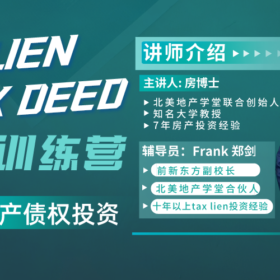 LIEN
X DEED
训练营
产债权投资
讲师介绍
主讲人: 房博士
北美地产学堂联合创始人
知名大学教授
7年房产投资经验
辅导员：Frank 郑剑
前新东方副校长
北美地产学堂合伙人
十年以上tax lien投资经验